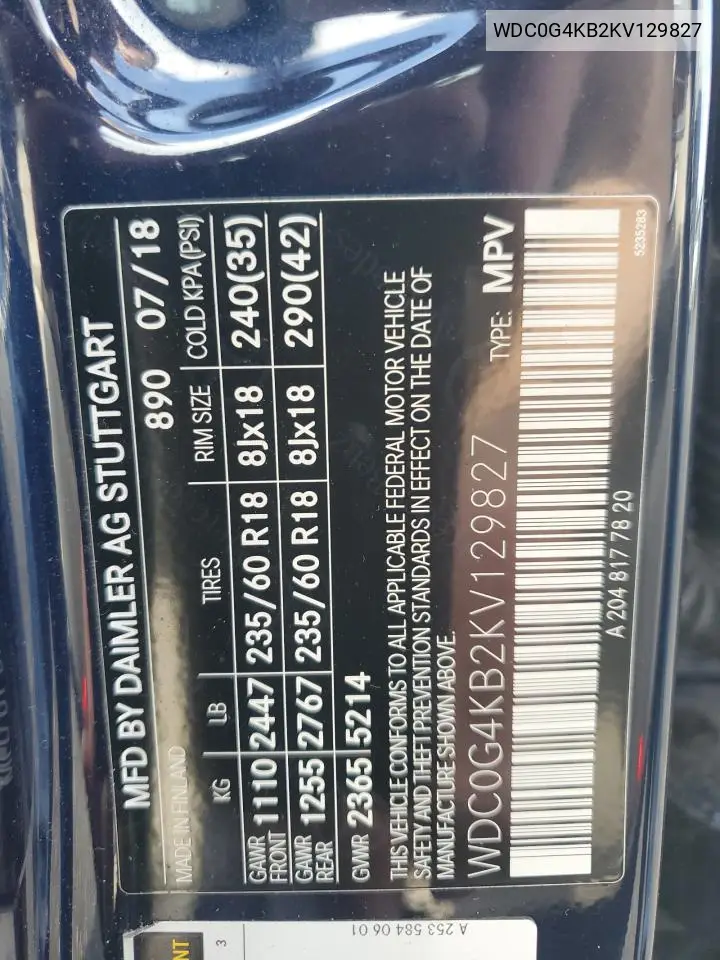 WDC0G4KB2KV129827
MFD BY DAIMLER AG STUTTGART
MADE IN FINLAND 890 07/18
KG LB TIRES RIM SIZE COLD KPA(PSI)
GAWR FRONT 1110 2447 235/60 R18 8Jx18 240(35)
GAWR REAR 1255 2767 235/60 R18 8Jx18 290(42)
GVWR 2365 5214
THIS VEHICLE CONFORMS TO ALL APPLICABLE FEDERAL MOTOR VEHICLE
SAFETY AND THEFT PREVENTION STANDARDS IN EFFECT ON THE DATE OF
MANUFACTURE SHOWN ABOVE.
WDC0G4KB2KV129827 TYPE: MPV
A 204 817 78 20
5235283
A 253 584 06 01
3
NT